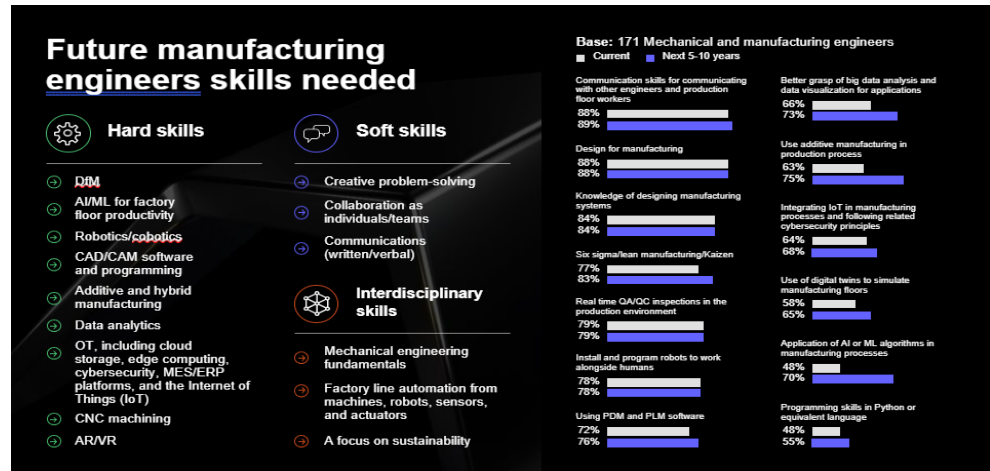 Future manufacturing
engineers skills needed
Hard skills
DfM
AI/ML for factory
floor productivity
Robotics/cobotics
CAD/CAM software
and programming
Additive and hybrid
manufacturing
Data analytics
OT, including cloud
storage, edge computing,
cybersecurity, MES/ERP
platforms, and the Internet of
Things (IoT)
CNC machining
AR/VR
Soft skills
Creative problem-solving
Collaboration as
individuals/teams
Communications
(written/verbal)
Interdisciplinary
skills
Mechanical engineering
fundamentals
Factory line automation from
machines, robots, sensors,
and actuators
A focus on sustainability
Base: 171 Mechanical and manufacturing engineers
Current Next 5-10 years
Communication skills for communicating
with other engineers and production
floor workers
88%
89%
Design for manufacturing
88%
88%
Knowledge of designing manufacturing
systems
84%
84%
Six sigma/lean manufacturing/Kaizen
77%
83%
Real time QA/QC inspections in the
production environment
79%
79%
Install and program robots to work
alongside humans
78%
78%
Using PDM and PLM software
72%
76%
Better grasp of big data analysis and
data visualization for applications
66%
73%
Use additive manufacturing in
production process
63%
75%
Integrating IoT in manufacturing
processes and following related
cybersecurity principles
64%
68%
Use of digital twins to simulate
manufacturing floors
58%
65%
Application of AI or ML algorithms in
manufacturing processes
48%
70%
Programming skills in Python or
equivalent language
48%
55%